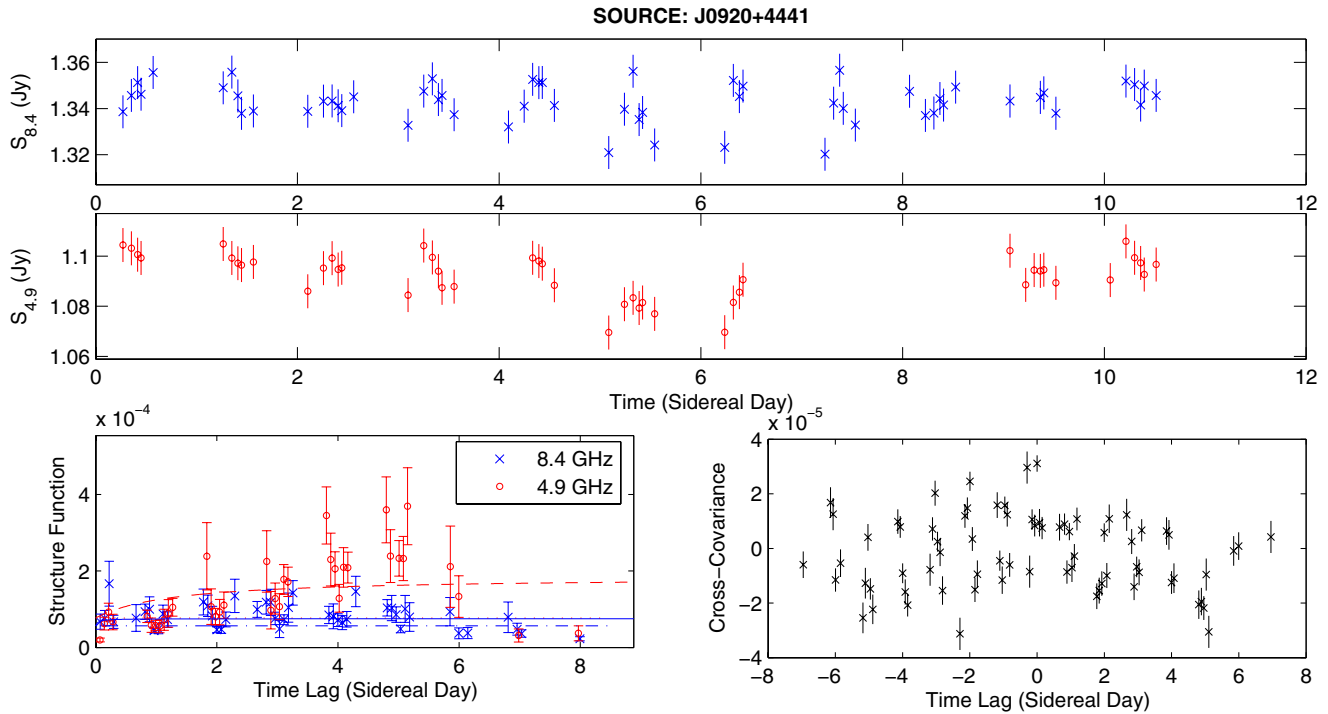 SOURCE: J0920+4441
1.36
1.34
1.32
S8.4 (Jy)
0 2 4 6 8 10 12
1.1
1.08
1.06
S4.9 (Jy)
0 2 4 6 8 10 12
Time (Sidereal Day)
x 10−4
4
2
0
Structure Function
8.4 GHz
4.9 GHz
0 2 4 6 8
Time Lag (Sidereal Day)
x 10−5
4
2
0
−2
−4
Cross−Covariance
−8 −6 −4 −2 0 2 4 6 8
Time Lag (Sidereal Day)